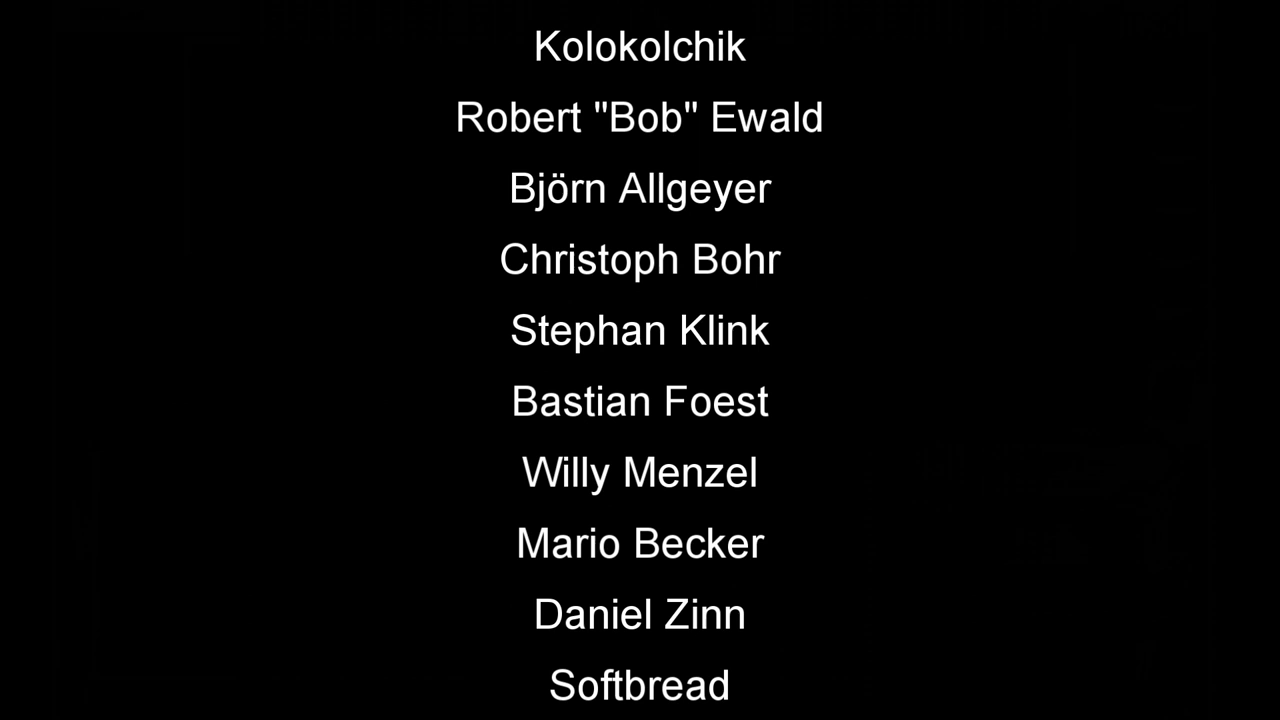 Kolokolchik
Robert "Bob" Ewald
Björn Allgeyer
Christoph Bohr
Stephan Klink
Bastian Foest
Willy Menzel
Mario Becker
Daniel Zinn
Softbread